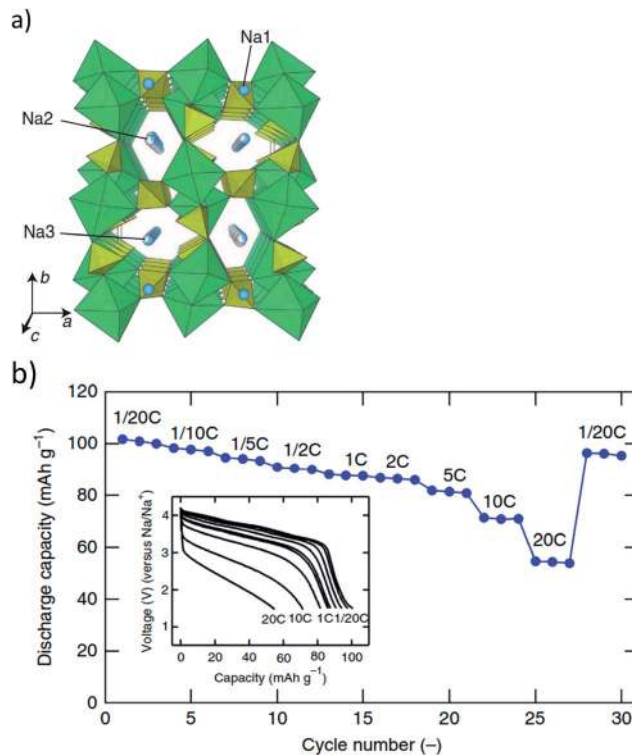 a)
Na1
Na2
Na3
b
c
a
b)
120
100
80
60
40
20
0
Discharge capacity (mAh g⁻¹)
1/20C
1/10C
1/5C
1/2C
1C
2C
5C
10C
20C
1/20C
Voltage (V) (versus Na/Na⁺)
4
3
2
1
20C 10C 1C 1/20C
0 20 40 60 80 100
Capacity (mAh g⁻¹)
0 5 10 15 20 25 30
Cycle number (–)